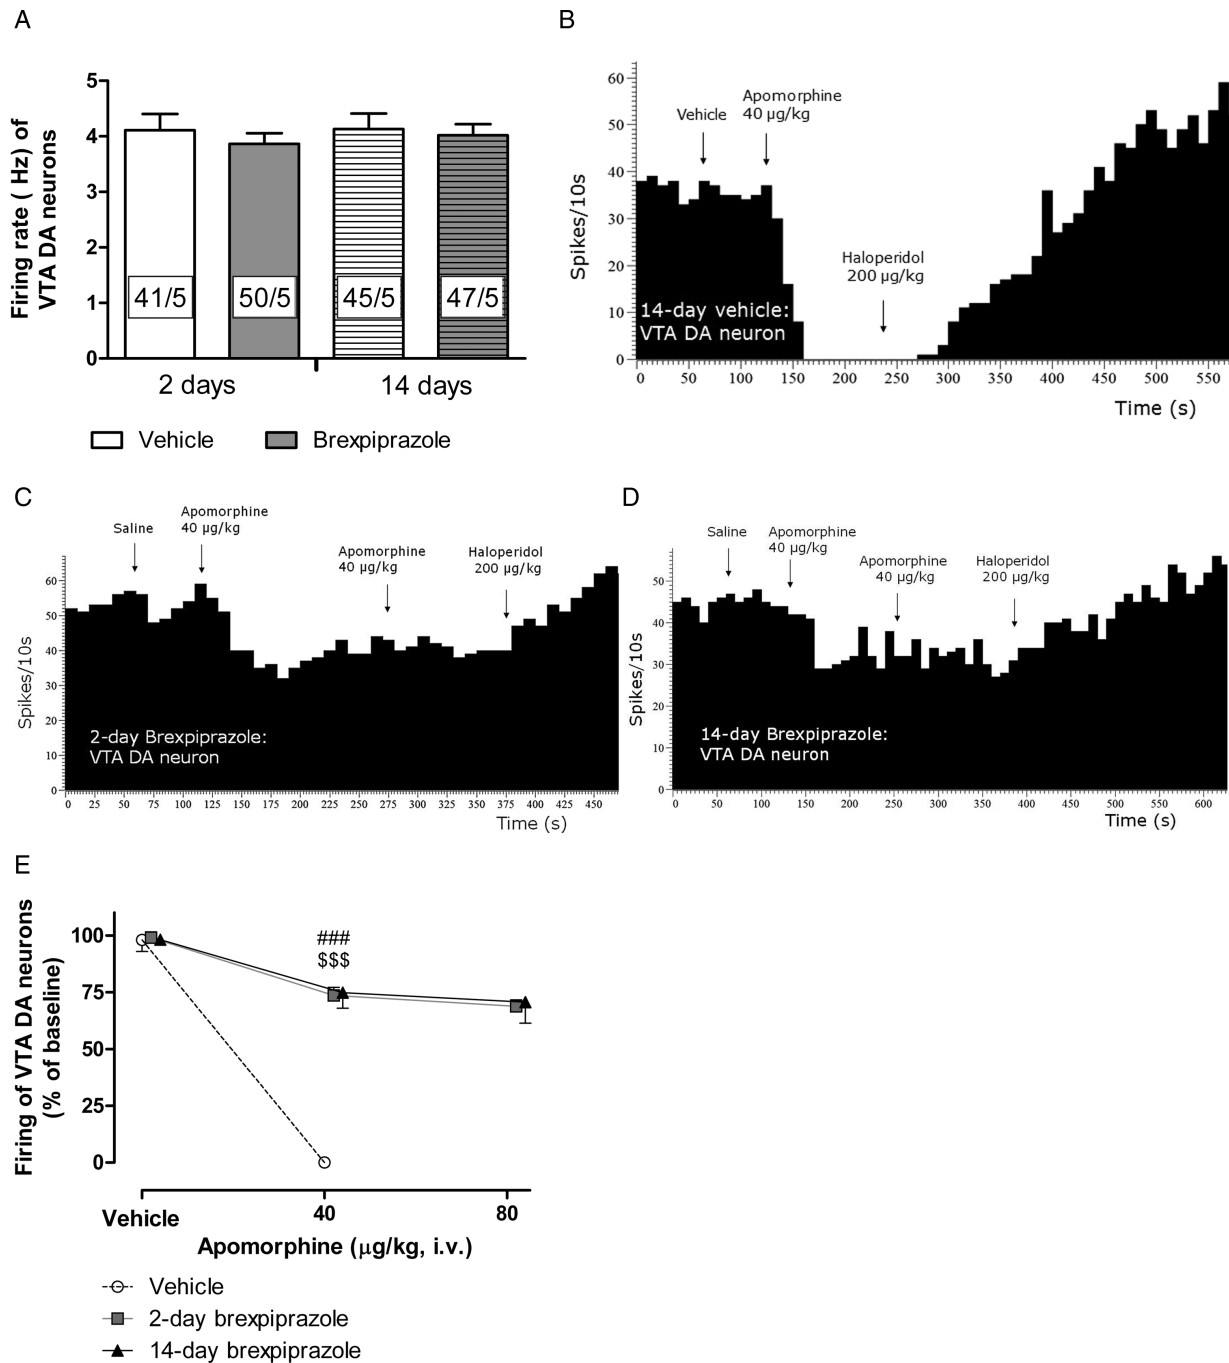 A
Firing rate ( Hz) of
VTA DA neurons
5
4
3
2
1
0
41/5
50/5
45/5
47/5
2 days
14 days
Vehicle
Brexpiprazole
B
Spikes/10s
60
50
40
30
20
10
0
Vehicle
Apomorphine
40 µg/kg
Haloperidol
200 µg/kg
14-day vehicle:
VTA DA neuron
0 50 100 150 200 250 300 350 400 450 500 550
Time (s)
C
Spikes/10s
60
50
40
30
20
10
0
Saline
Apomorphine
40 µg/kg
Apomorphine
40 µg/kg
Haloperidol
200 µg/kg
2-day Brexpiprazole:
VTA DA neuron
0 25 50 75 100 125 150 175 200 225 250 275 300 325 350 375 400 425 450
Time (s)
D
Spikes/10s
50
40
30
20
10
0
Saline
Apomorphine
40 µg/kg
Apomorphine
40 µg/kg
Haloperidol
200 µg/kg
14-day Brexpiprazole:
VTA DA neuron
0 50 100 150 200 250 300 350 400 450 500 550 600
Time (s)
E
Firing of VTA DA neurons
(% of baseline)
100
75
50
25
0
###
$$$
Vehicle
40
80
Apomorphine (µg/kg, i.v.)
Vehicle
2-day brexpiprazole
14-day brexpiprazole